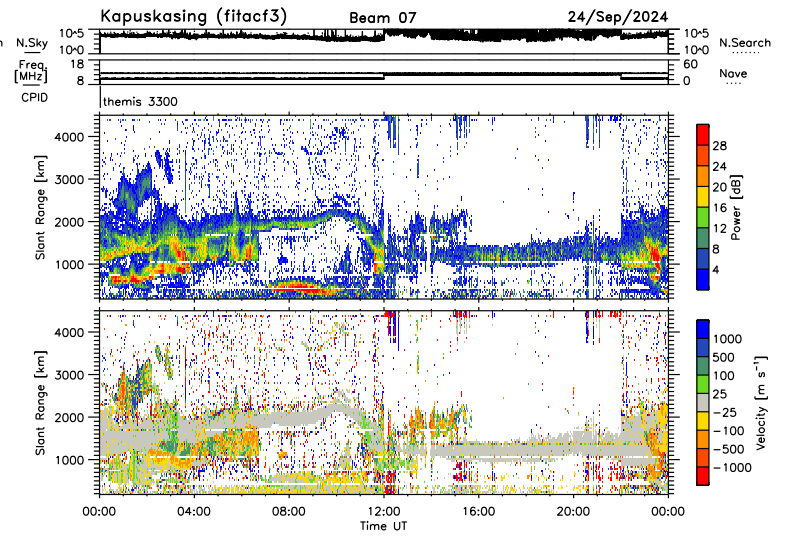 Kapuskasing (fitacf3) Beam 07 24/Sep/2024
N.Sky 10^5 10^0 10^5 10^0 N.Search
Freq. [MHz] 18 8 60 0 Nave
CPID themis 3300
Slant Range [km] 4000 3000 2000 1000
Power [dB] 28 24 20 16 12 8 4
Slant Range [km] 4000 3000 2000 1000
Velocity [m s^-1] 1000 500 100 25 -25 -100 -500 -1000
00:00 04:00 08:00 12:00 16:00 20:00 00:00
Time UT